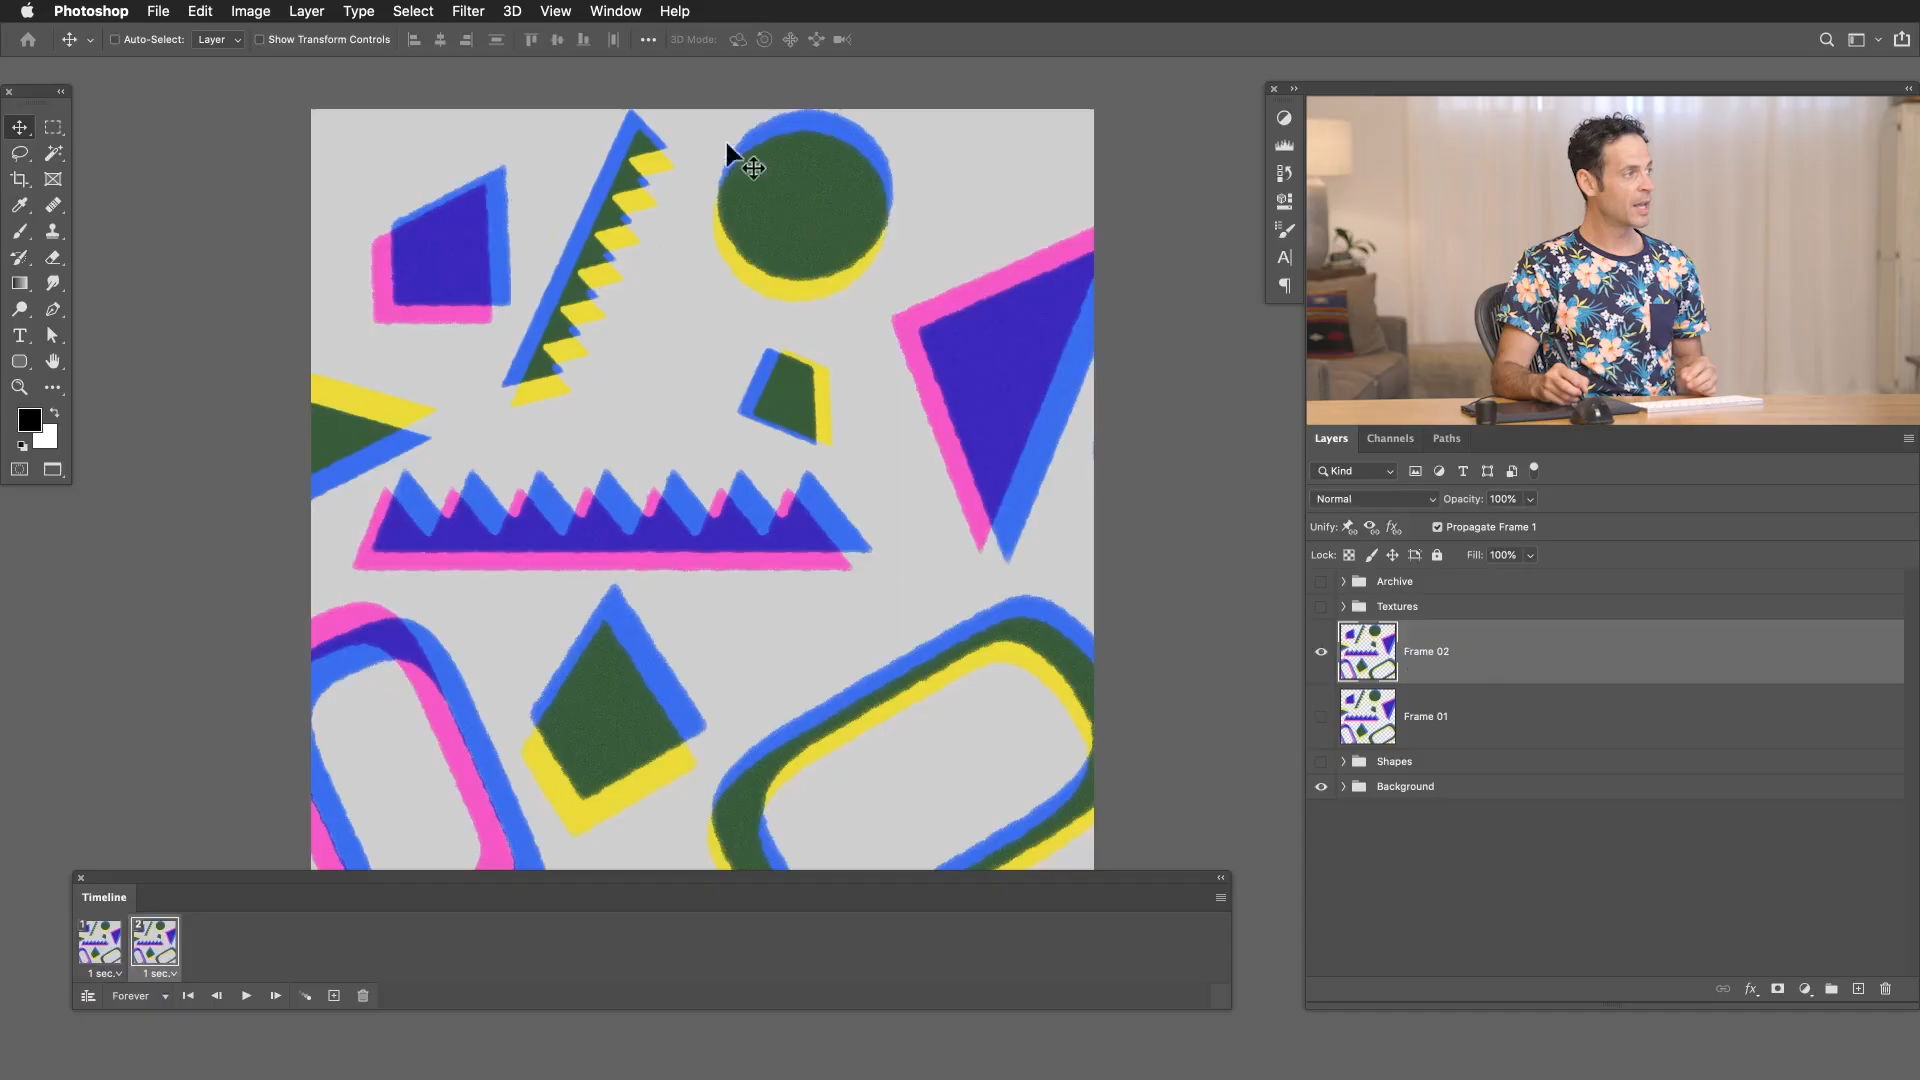 Photoshop File Edit Image Layer Type Select Filter 3D View Window Help
Auto-Select: Layer Show Transform Controls 3D Mode:
Layers Channels Paths
Kind
Normal Opacity: 100%
Unify: Propagate Frame 1
Lock: Fill: 100%
Archive
Textures
Frame 02
Frame 01
Shapes
Background
Timeline
1 2
1 sec. 1 sec.
Forever